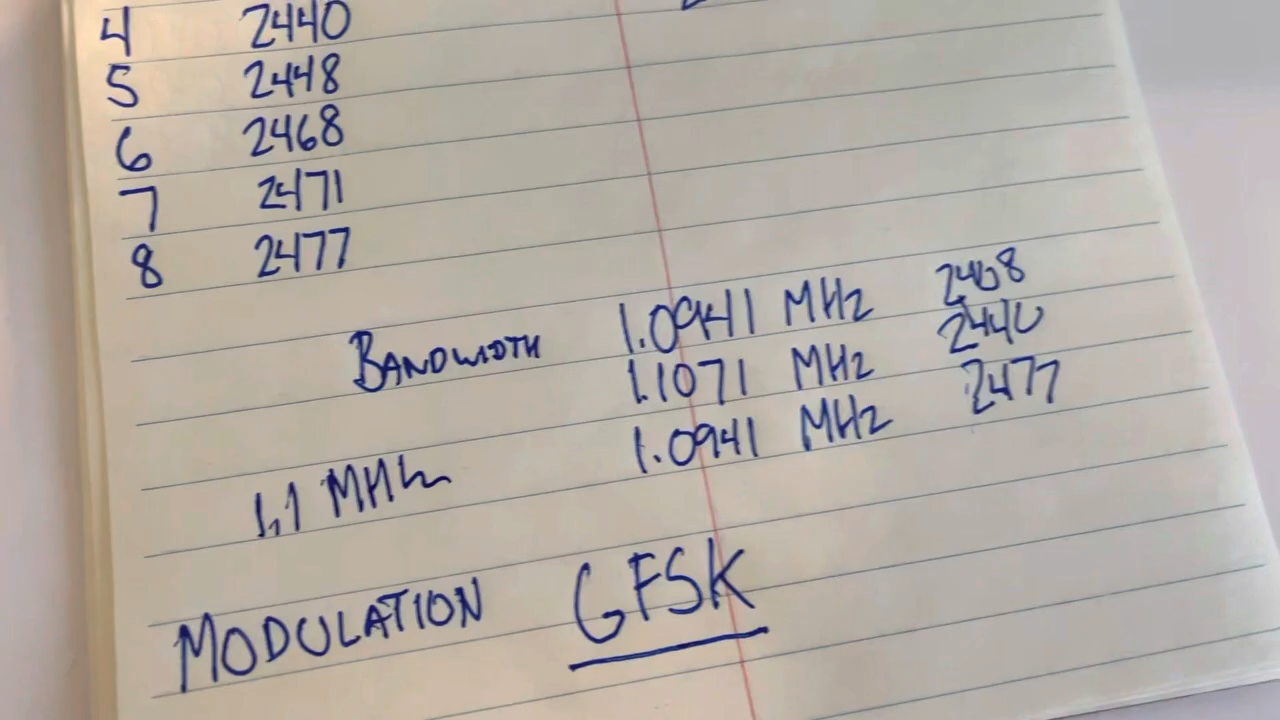 4 2440
5 2448
6 2468
7 2471
8 2477
BANDWIDTH 1.0941 MHz 2408
1.1071 MHz 2440
1.0941 MHz 2477
1.1 MHz
MODULATION GFSK